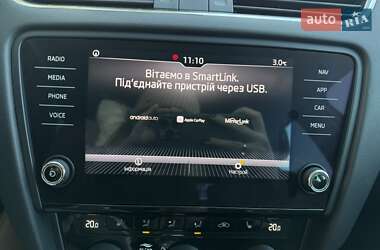 auto RIA
RADIO
MEDIA
PHONE
VOICE
11:10
3.0°C
Вітаємо в SmartLink.
Під'єднайте пристрій через USB.
androidauto
Apple CarPlay
MirrorLink
Інформація
Настрой.
NAV
APP
CAR
MENU
20.0
20.0